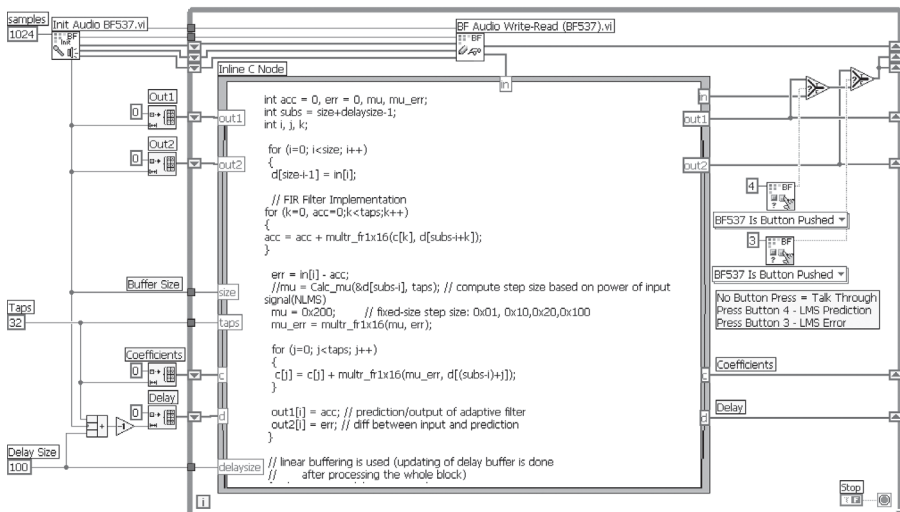 samples
1024
Init Audio BF537.vi
BF
Init
BF Audio Write-Read (BF537).vi
BF
Inline C Node
in
Out1
0
out1
Out2
0
out2
int acc = 0, err = 0, mu, mu_err;
int subs = size+delaysize-1;
int i, j, k;
for (i=0; i<size; i++)
{
d[size-i-1] = in[i];
// FIR Filter Implementation
for (k=0, acc=0;k<taps;k++)
{
acc = acc + multr_fr1x16(c[k], d[subs-i+k]);
}
err = in[i] - acc;
//mu = Calc_mu(&d[subs-i], taps); // compute step size based on power of input
signal(NLMS)
mu = 0x200; // fixed-size step size: 0x01, 0x10,0x20,0x100
mu_err = multr_fr1x16(mu, err);
for (j=0; j<taps; j++)
{
c[j] = c[j] + multr_fr1x16(mu_err, d[(subs-i)+j]);
}
out1[i] = acc; // prediction/output of adaptive filter
out2[i] = err; // diff between input and prediction
}
// linear buffering is used (updating of delay buffer is done
// after processing the whole block)
Buffer Size
size
Taps
32
taps
Coefficients
0
c
Delay
0
d
Delay Size
100
delaysize
in
out1
out2
4
BF
BF537 Is Button Pushed
3
BF
BF537 Is Button Pushed
No Button Press = Talk Through
Press Button 4 - LMS Prediction
Press Button 3 - LMS Error
Coefficients
c
Delay
d
i
Stop
F